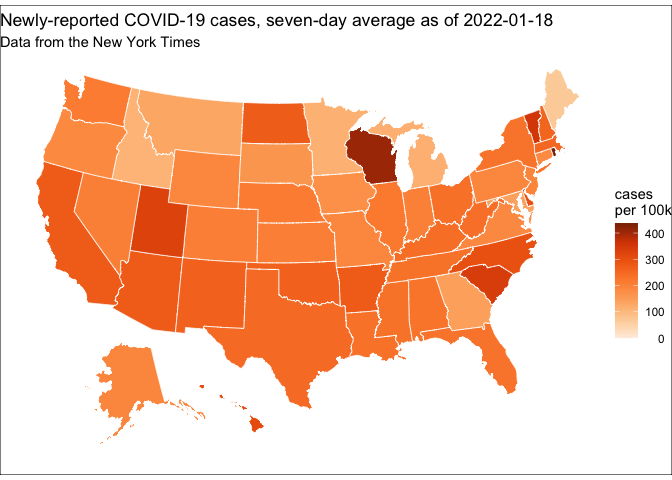 Newly-reported COVID-19 cases, seven-day average as of 2022-01-18
Data from the New York Times
cases
per 100k
400
300
200
100
0